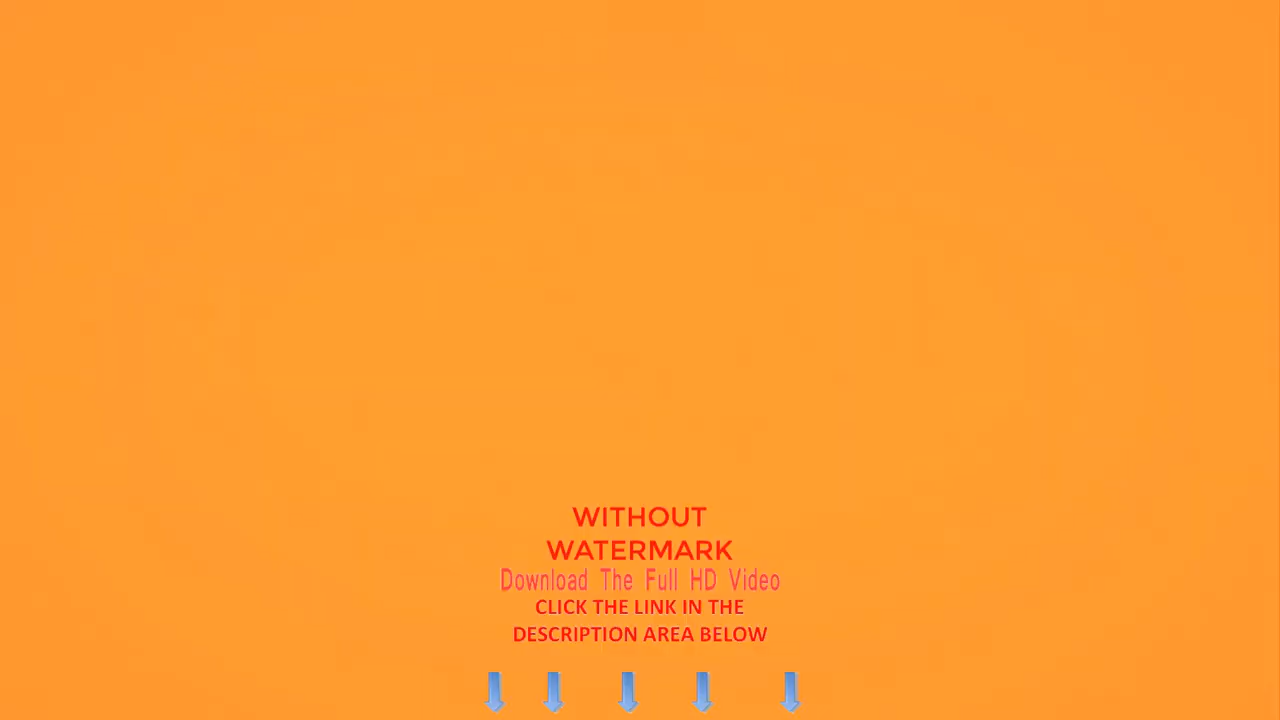 WITHOUT
WATERMARK
Download The Full HD Video
CLICK THE LINK IN THE
DESCRIPTION AREA BELOW